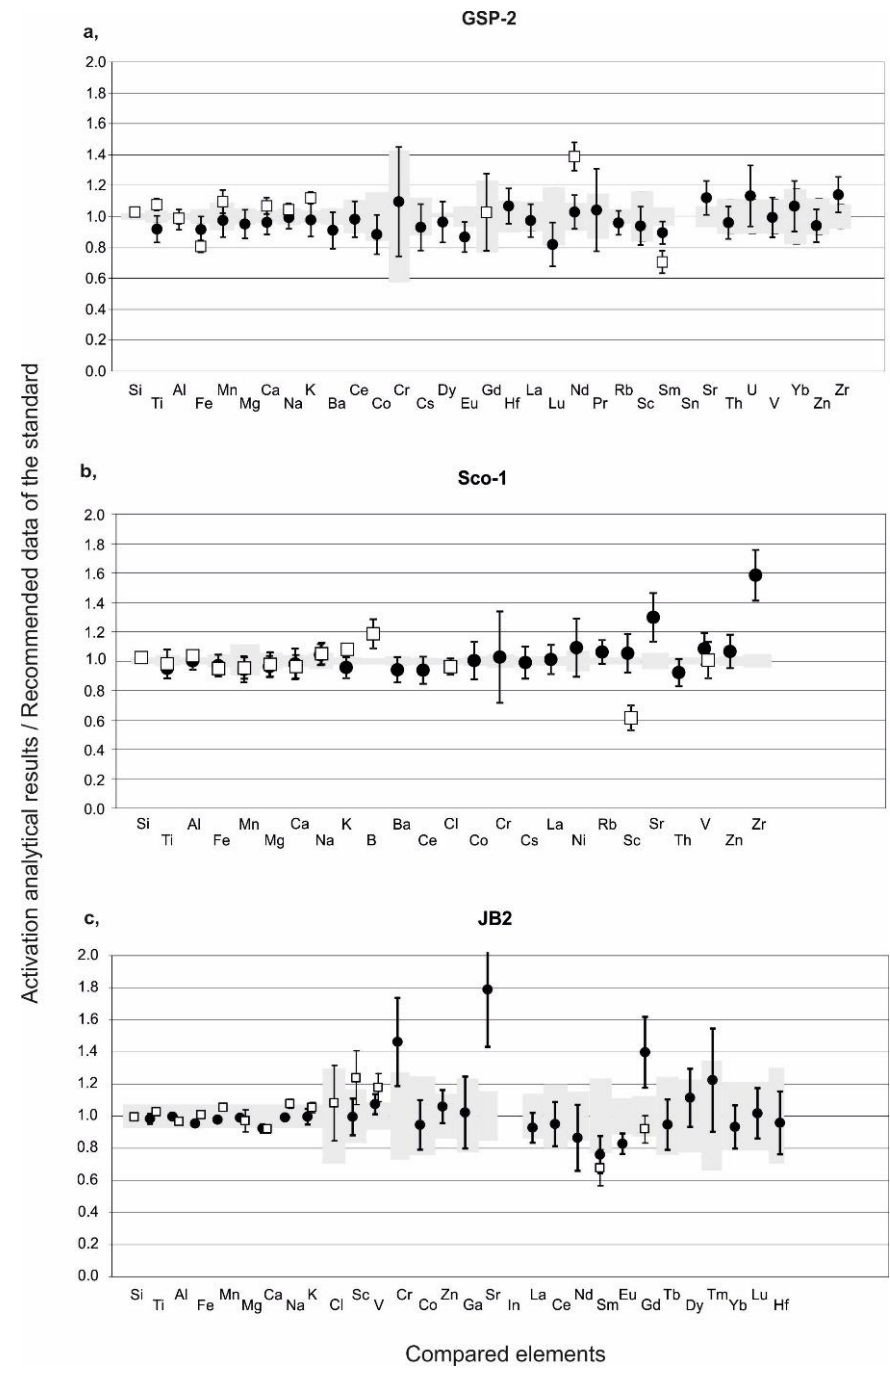 GSP-2
a,
2.0
1.8
1.6
1.4
1.2
1.0
0.8
0.6
0.4
0.2
0.0
Si Al Mn Ca K Ce Cr Dy Gd La Nd Rb Sm Sr U Yb Zr
Ti Fe Mg Na Ba Co Cs Eu Hf Lu Pr Sc Sn Th V Zn
b,
Sco-1
2.0
1.8
1.6
1.4
1.2
1.0
0.8
0.6
0.4
0.2
0.0
Si Al Mn Ca K Ba Cl Cr La Rb Sr V Zr
Ti Fe Mg Na B Ce Co Cs Ni Sc Th Zn
c,
JB2
2.0
1.8
1.6
1.4
1.2
1.0
0.8
0.6
0.4
0.2
0.0
Si Al Mn Ca K Sc Cr Zn Sr La Nd Eu Tb Tm Lu
Ti Fe Mg Na Cl V Co Ga In Ce Sm Gd Dy Yb Hf
Activation analytical results / Recommended data of the standard
Compared elements